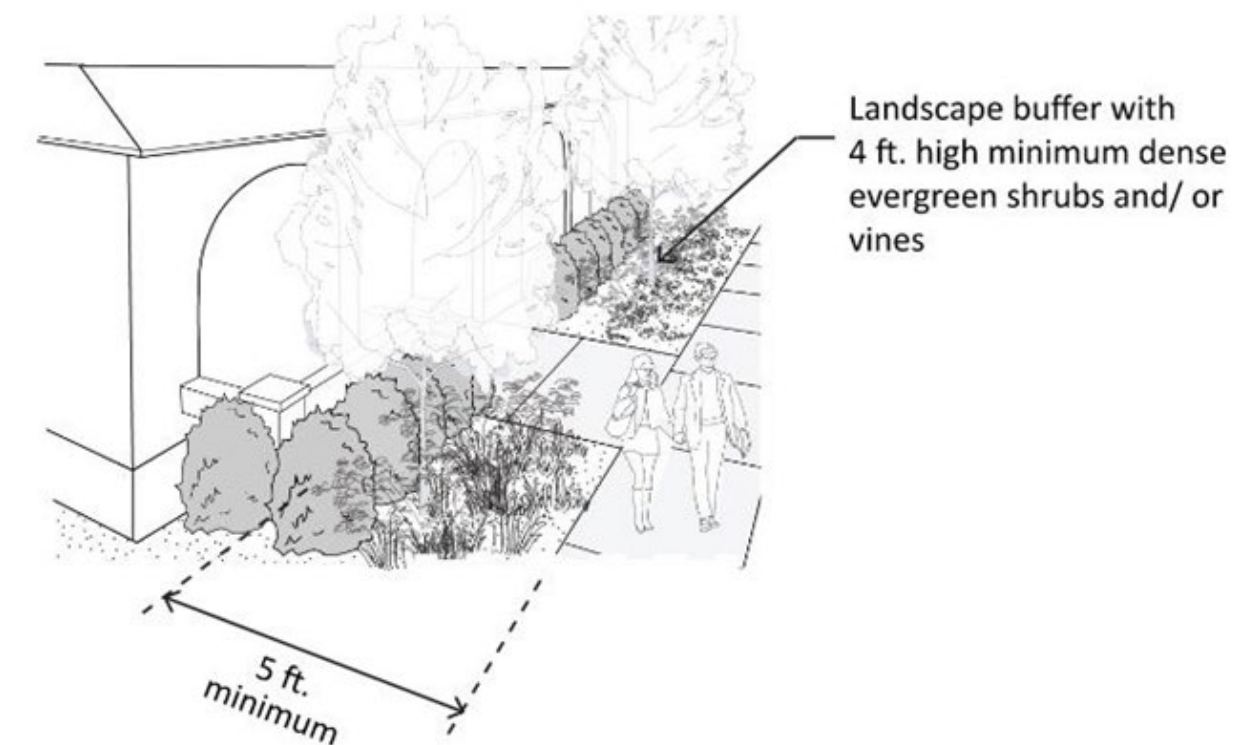 Landscape buffer with
4 ft. high minimum dense
evergreen shrubs and/ or
vines
5 ft.
minimum